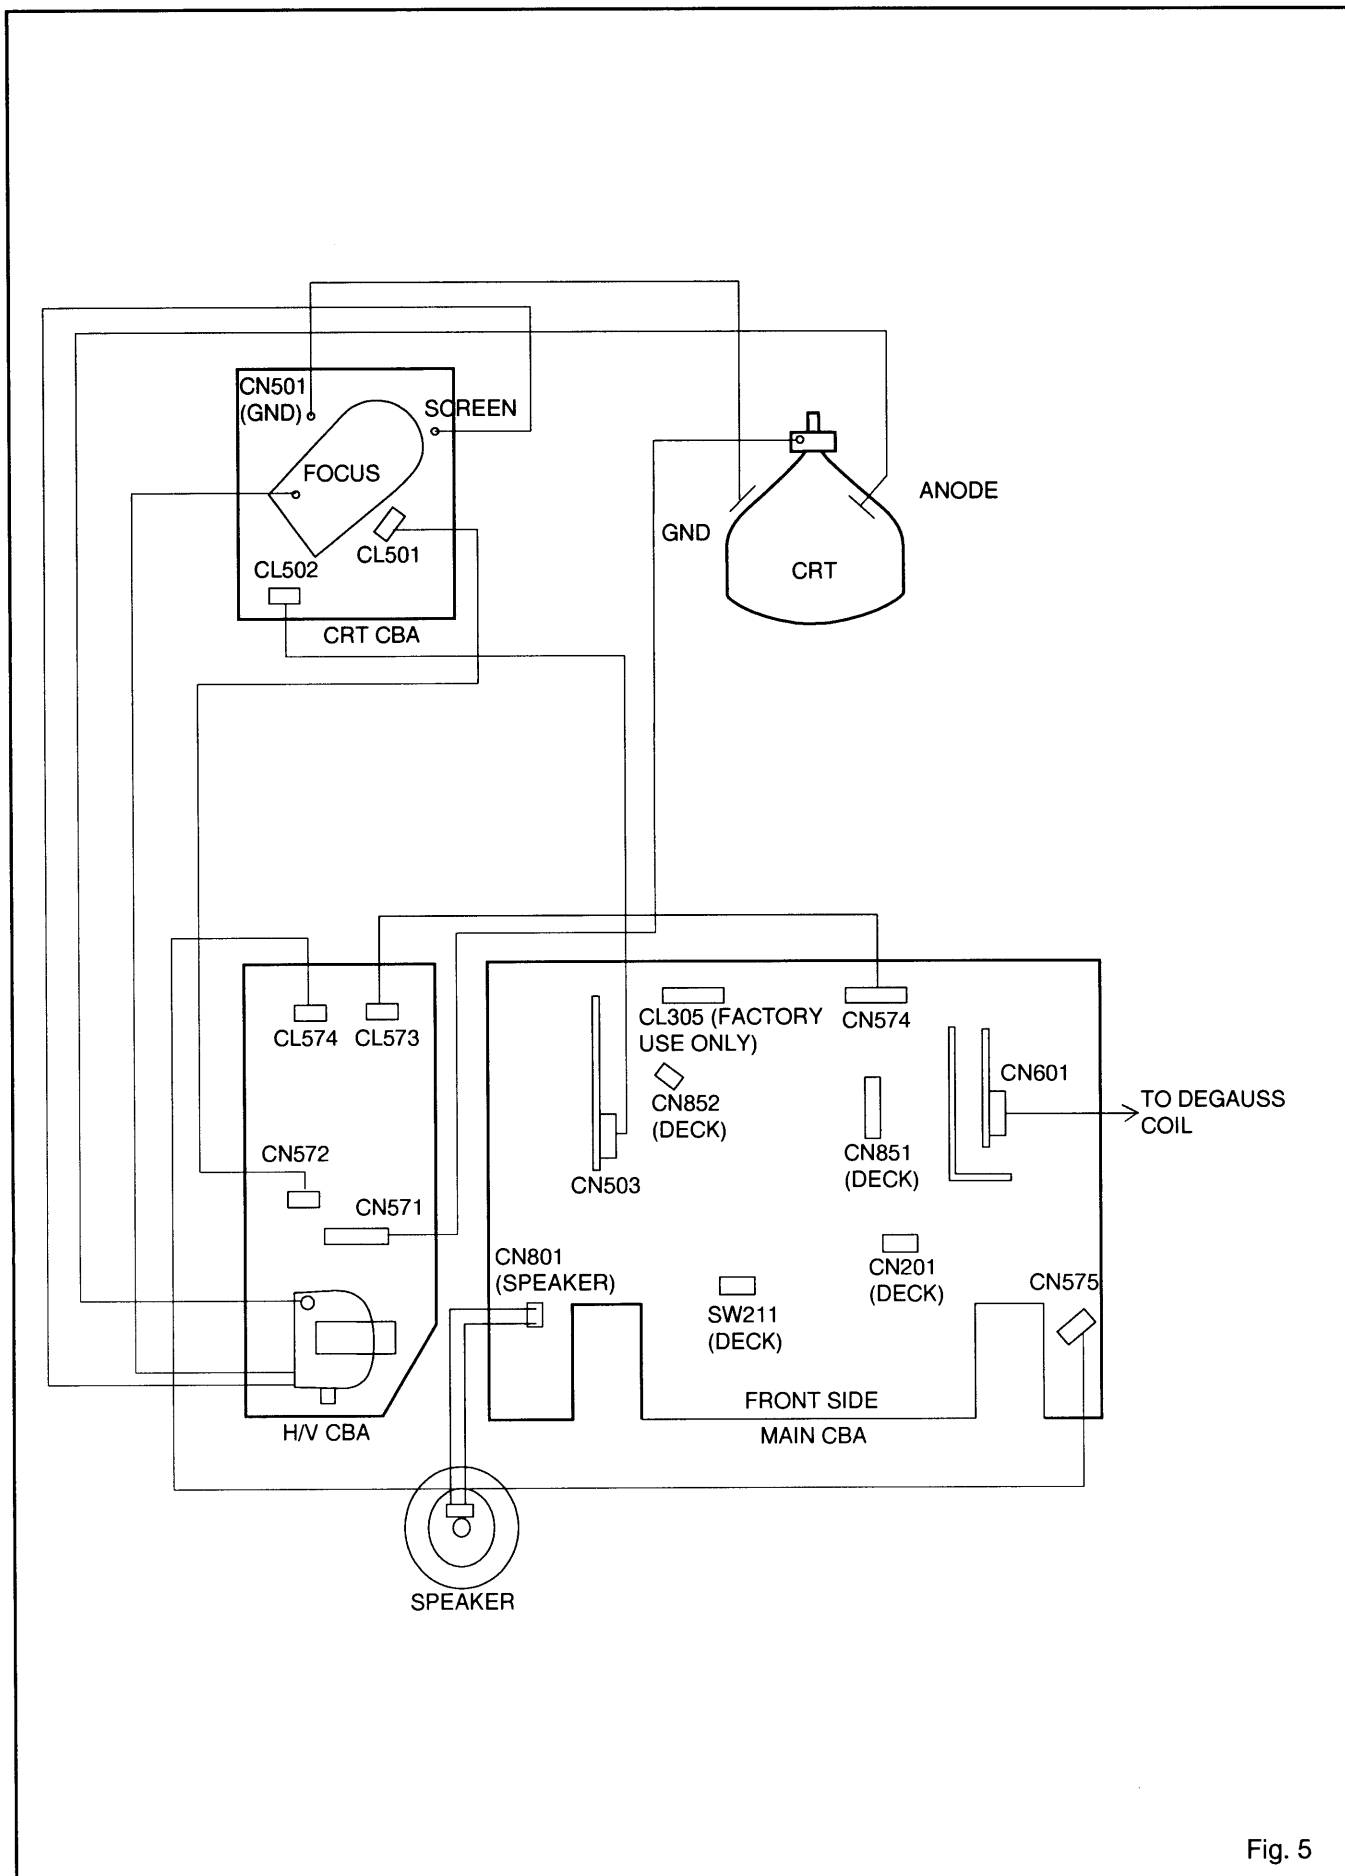 CN501
(GND)
SCREEN
FOCUS
CL501
CL502
CRT CBA
ANODE
GND
CRT
CL574
CL573
CN572
CN571
H/V CBA
CL305 (FACTORY
USE ONLY)
CN574
CN852
(DECK)
CN503
CN851
(DECK)
CN601
TO DEGAUSS
COIL
CN801
(SPEAKER)
SW211
(DECK)
CN201
(DECK)
CN575
FRONT SIDE
MAIN CBA
SPEAKER
Fig. 5